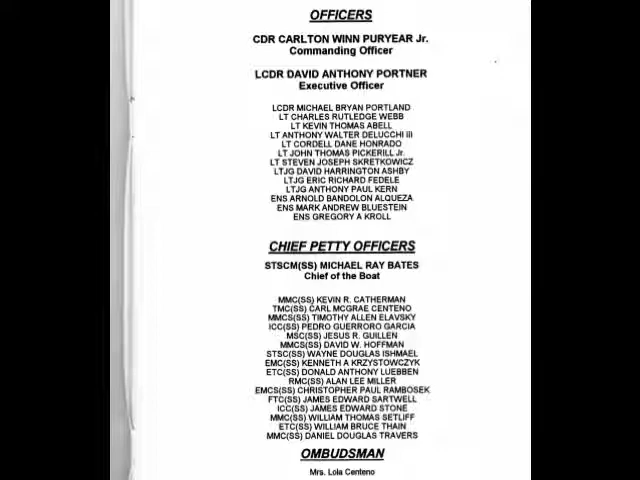 OFFICERS
CDR CARLTON WINN PURYEAR Jr.
Commanding Officer
LCDR DAVID ANTHONY PORTNER
Executive Officer
LCDR MICHAEL BRYAN PORTLAND
LT CHARLES RUTLEDGE WEBB
LT KEVIN THOMAS ABELL
LT ANTHONY WALTER DELUCCHI iii
LT CORDELL DANE HONRADO
LT JOHN THOMAS PICKERILL Jr.
LT STEVEN JOSEPH SKRETKOWICZ
LTJG DAVID HARRINGTON ASHBY
LTJG ERIC RICHARD FEDELE
LTJG ANTHONY PAUL KERN
ENS ARNOLD BANDOLON ALQUEZA
ENS MARK ANDREW BLUESTEIN
ENS GREGORY A KROLL
CHIEF PETTY OFFICERS
STSCM(SS) MICHAEL RAY BATES
Chief of the Boat
MMC(SS) KEVIN R. CATHERMAN
TMC(SS) CARL MCGRAE CENTENO
MMCS(SS) TIMOTHY ALLEN ELAVSKY
ICC(SS) PEDRO GUERRORO GARCIA
MSC(SS) JESUS R. GUILLEN
MMCS(SS) DAVID W. HOFFMAN
STSC(SS) WAYNE DOUGLAS ISHMAEL
EMC(SS) KENNETH A KRZYSTOWCZYK
ETC(SS) DONALD ANTHONY LUEBBEN
RMC(SS) ALAN LEE MILLER
EMCS(SS) CHRISTOPHER PAUL RAMBOSEK
FTC(SS) JAMES EDWARD SARTWELL
ICC(SS) JAMES EDWARD STONE
MMC(SS) WILLIAM THOMAS SETLIFF
ETC(SS) WILLIAM BRUCE THAIN
MMC(SS) DANIEL DOUGLAS TRAVERS
OMBUDSMAN
Mrs. Lola Centeno